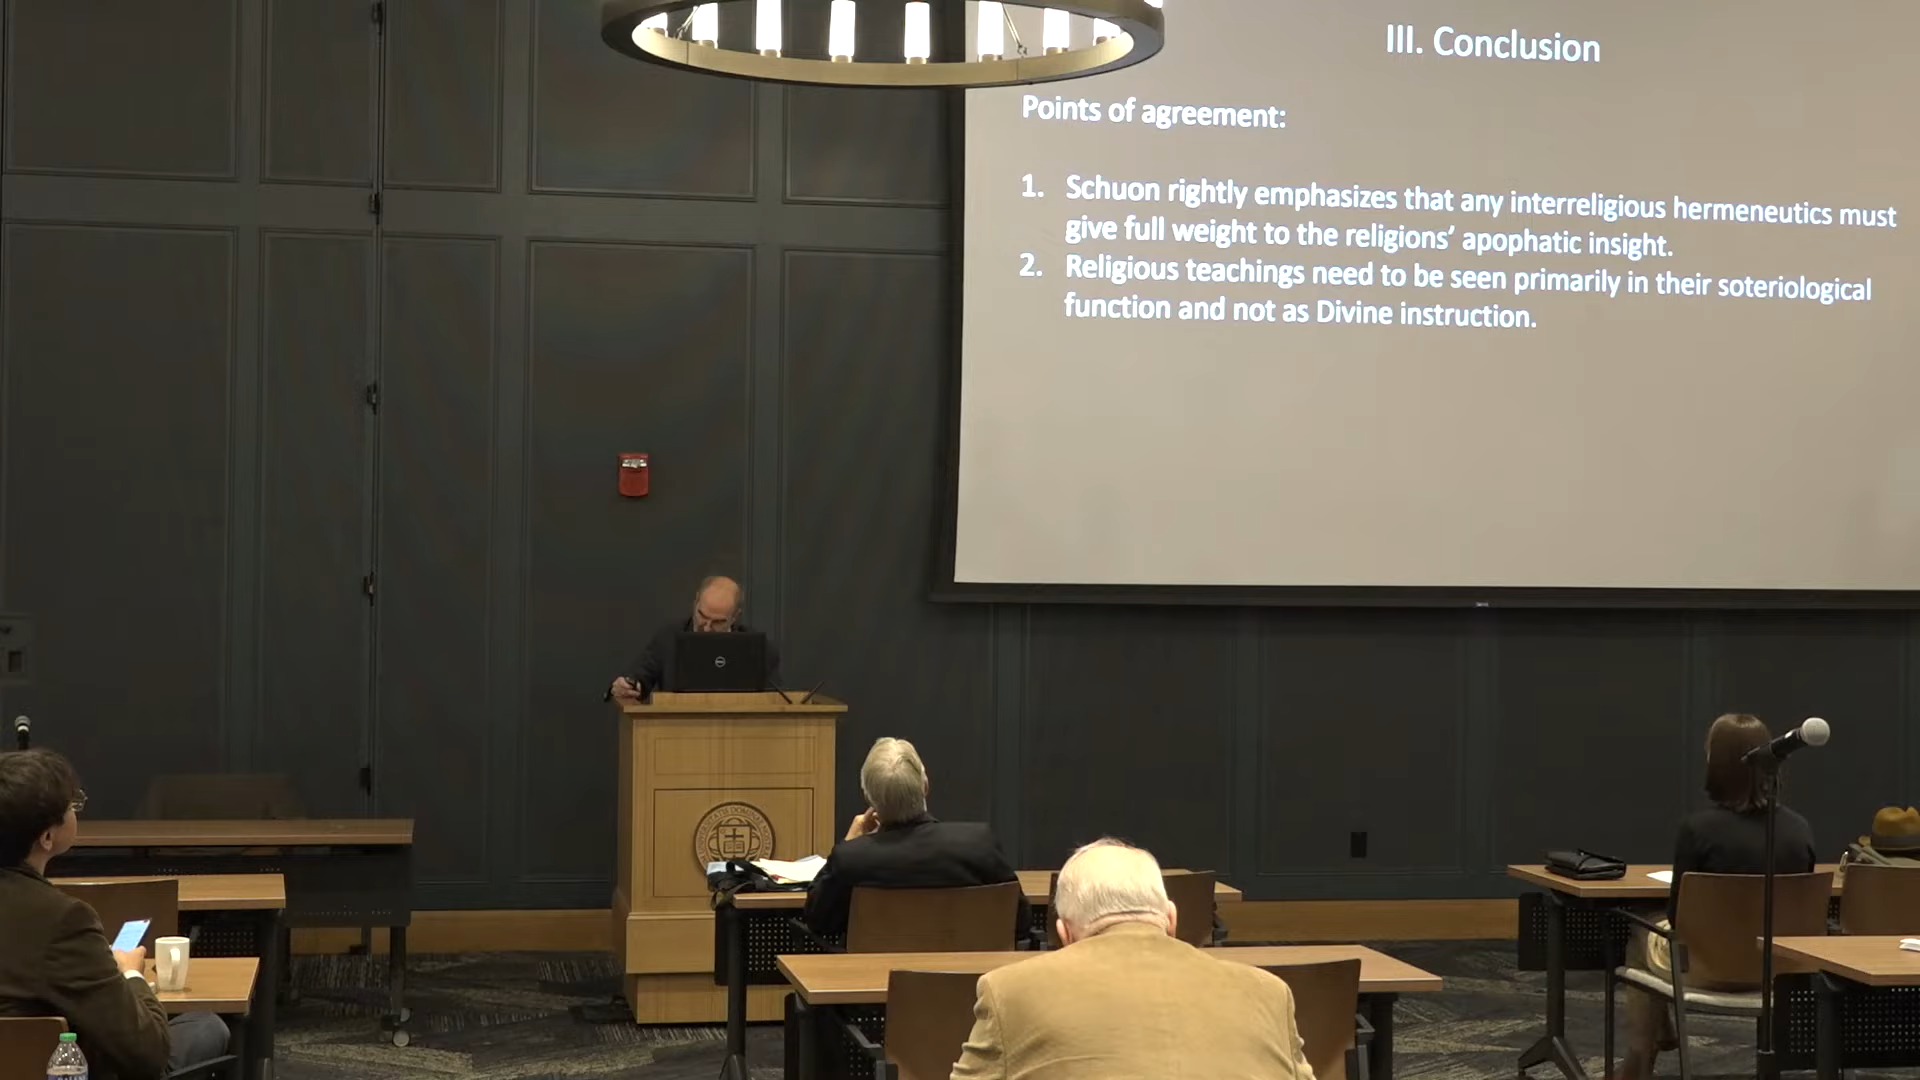 III. Conclusion
Points of agreement:
1. Schuon rightly emphasizes that any interreligious hermeneutics must
give full weight to the religions’ apophatic insight.
2. Religious teachings need to be seen primarily in their soteriological
function and not as Divine instruction.